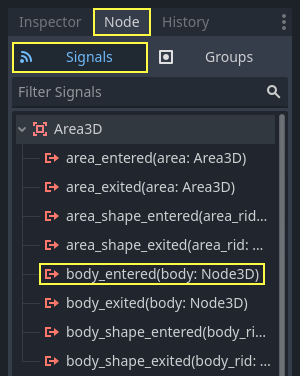 Inspector Node History
Signals Groups
Filter Signals
Area3D
area_entered(area: Area3D)
area_exited(area: Area3D)
area_shape_entered(area_rid...
area_shape_exited(area_rid: ...
body_entered(body: Node3D)
body_exited(body: Node3D)
body_shape_entered(body_ri...
body_shape_exited(body_rid: ...